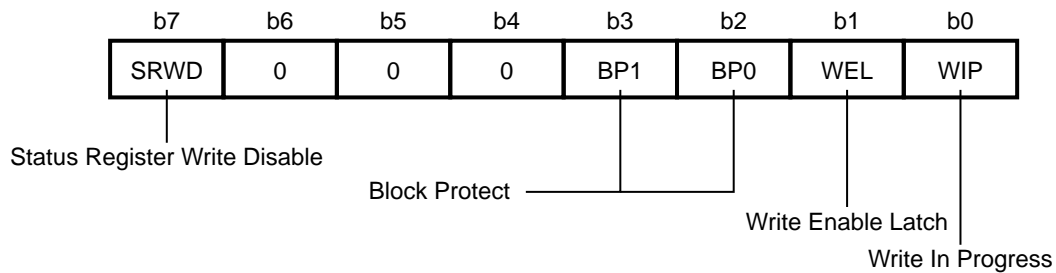 b7 b6 b5 b4 b3 b2 b1 b0
SRWD 0 0 0 BP1 BP0 WEL WIP
Status Register Write Disable
Block Protect
Write Enable Latch
Write In Progress